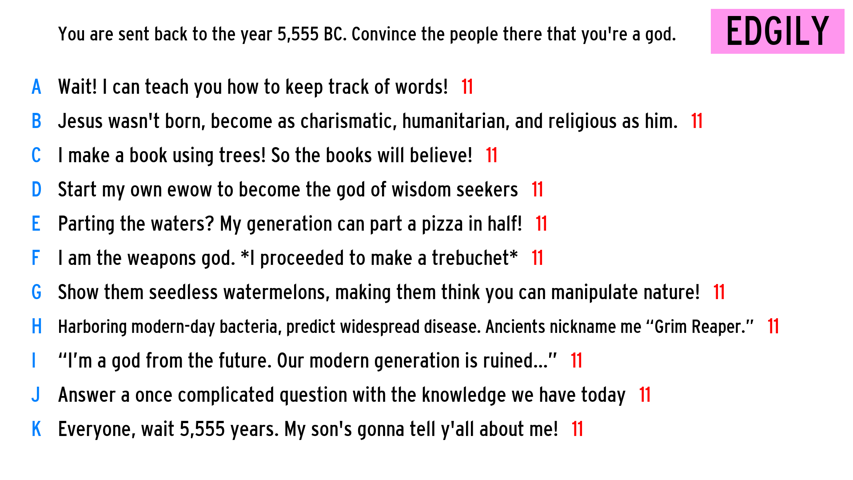 You are sent back to the year 5,555 BC. Convince the people there that you're a god.
EDGILY
A Wait! I can teach you how to keep track of words! 11
B Jesus wasn't born, become as charismatic, humanitarian, and religious as him. 11
C I make a book using trees! So the books will believe! 11
D Start my own ewow to become the god of wisdom seekers 11
E Parting the waters? My generation can part a pizza in half! 11
F I am the weapons god. *I proceeded to make a trebuchet* 11
G Show them seedless watermelons, making them think you can manipulate nature! 11
H Harboring modern-day bacteria, predict widespread disease. Ancients nickname me “Grim Reaper.” 11
I “I’m a god from the future. Our modern generation is ruined...” 11
J Answer a once complicated question with the knowledge we have today 11
K Everyone, wait 5,555 years. My son's gonna tell y'all about me! 11